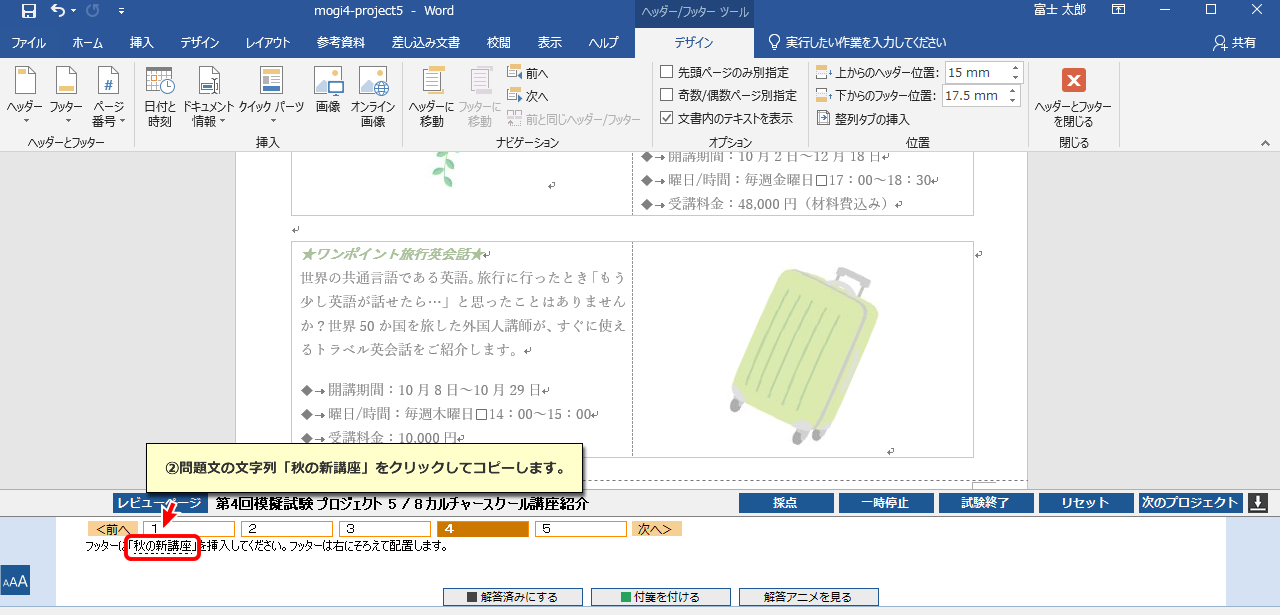 mogi4-project5 - Word
ヘッダー/フッター ツール
富士 太郎
ファイル ホーム 挿入 デザイン レイアウト 参考資料 差し込み文書 校閲 表示 ヘルプ デザイン 実行したい作業を入力してください 共有
ヘッダー フッター ページ番号 日付と時刻 ドキュメント情報 クイック パーツ 画像 オンライン画像 ヘッダーに移動 フッターに移動
前へ
次へ
前と同じヘッダー/フッター
先頭ページのみ別指定
奇数/偶数ページ別指定
文書内のテキストを表示
上からのヘッダー位置: 15 mm
下からのフッター位置: 17.5 mm
整列タブの挿入
ヘッダーとフッターを閉じる
ヘッダーとフッター 挿入 ナビゲーション オプション 位置 閉じる
◆→開講期間：10 月 2 日～12 月 18 日
◆→曜日/時間：毎週金曜日□17：00～18：30
◆→受講料金：48,000 円（材料費込み）
★ワンポイント旅行英会話★
世界の共通言語である英語。旅行に行ったとき「もう
少し英語が話せたら…」と思ったことはありません
か？世界 50 か国を旅した外国人講師が、すぐに使え
るトラベル英会話をご紹介します。
◆→開講期間：10 月 8 日～10 月 29 日
◆→曜日/時間：毎週木曜日□14：00～15：00
◆→受講料金：10,000 円
②問題文の文字列「秋の新講座」をクリックしてコピーします。
レビューページ 第4回模擬試験 プロジェクト 5 / 8 カルチャースクール講座紹介 採点 一時停止 試験終了 リセット 次のプロジェクト
<前へ 1 2 3 4 5 次へ>
フッターに「秋の新講座」を挿入してください。フッターは右にそろえて配置します。
AAA
解答済みにする 付箋を付ける 解答アニメを見る